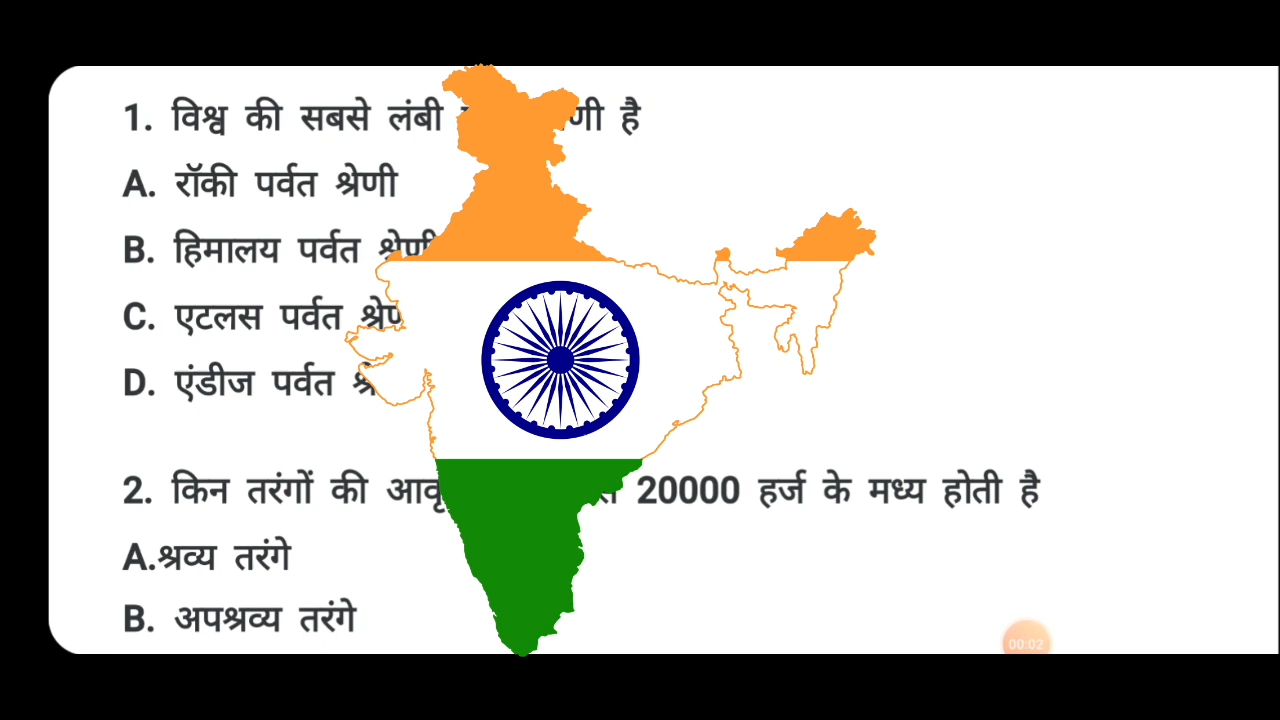 1. विश्व की सबसे लंबी है
A. रॉकी पर्वत श्रेणी
B. हिमालय पर्वत श्रेणी
C. एटलस पर्वत
D. एंडीज पर्वत
2. किन तरंगों की 20000 हर्ज के मध्य होती है
A.श्रव्य तरंगे
B. अपश्रव्य तरंगे
00:02